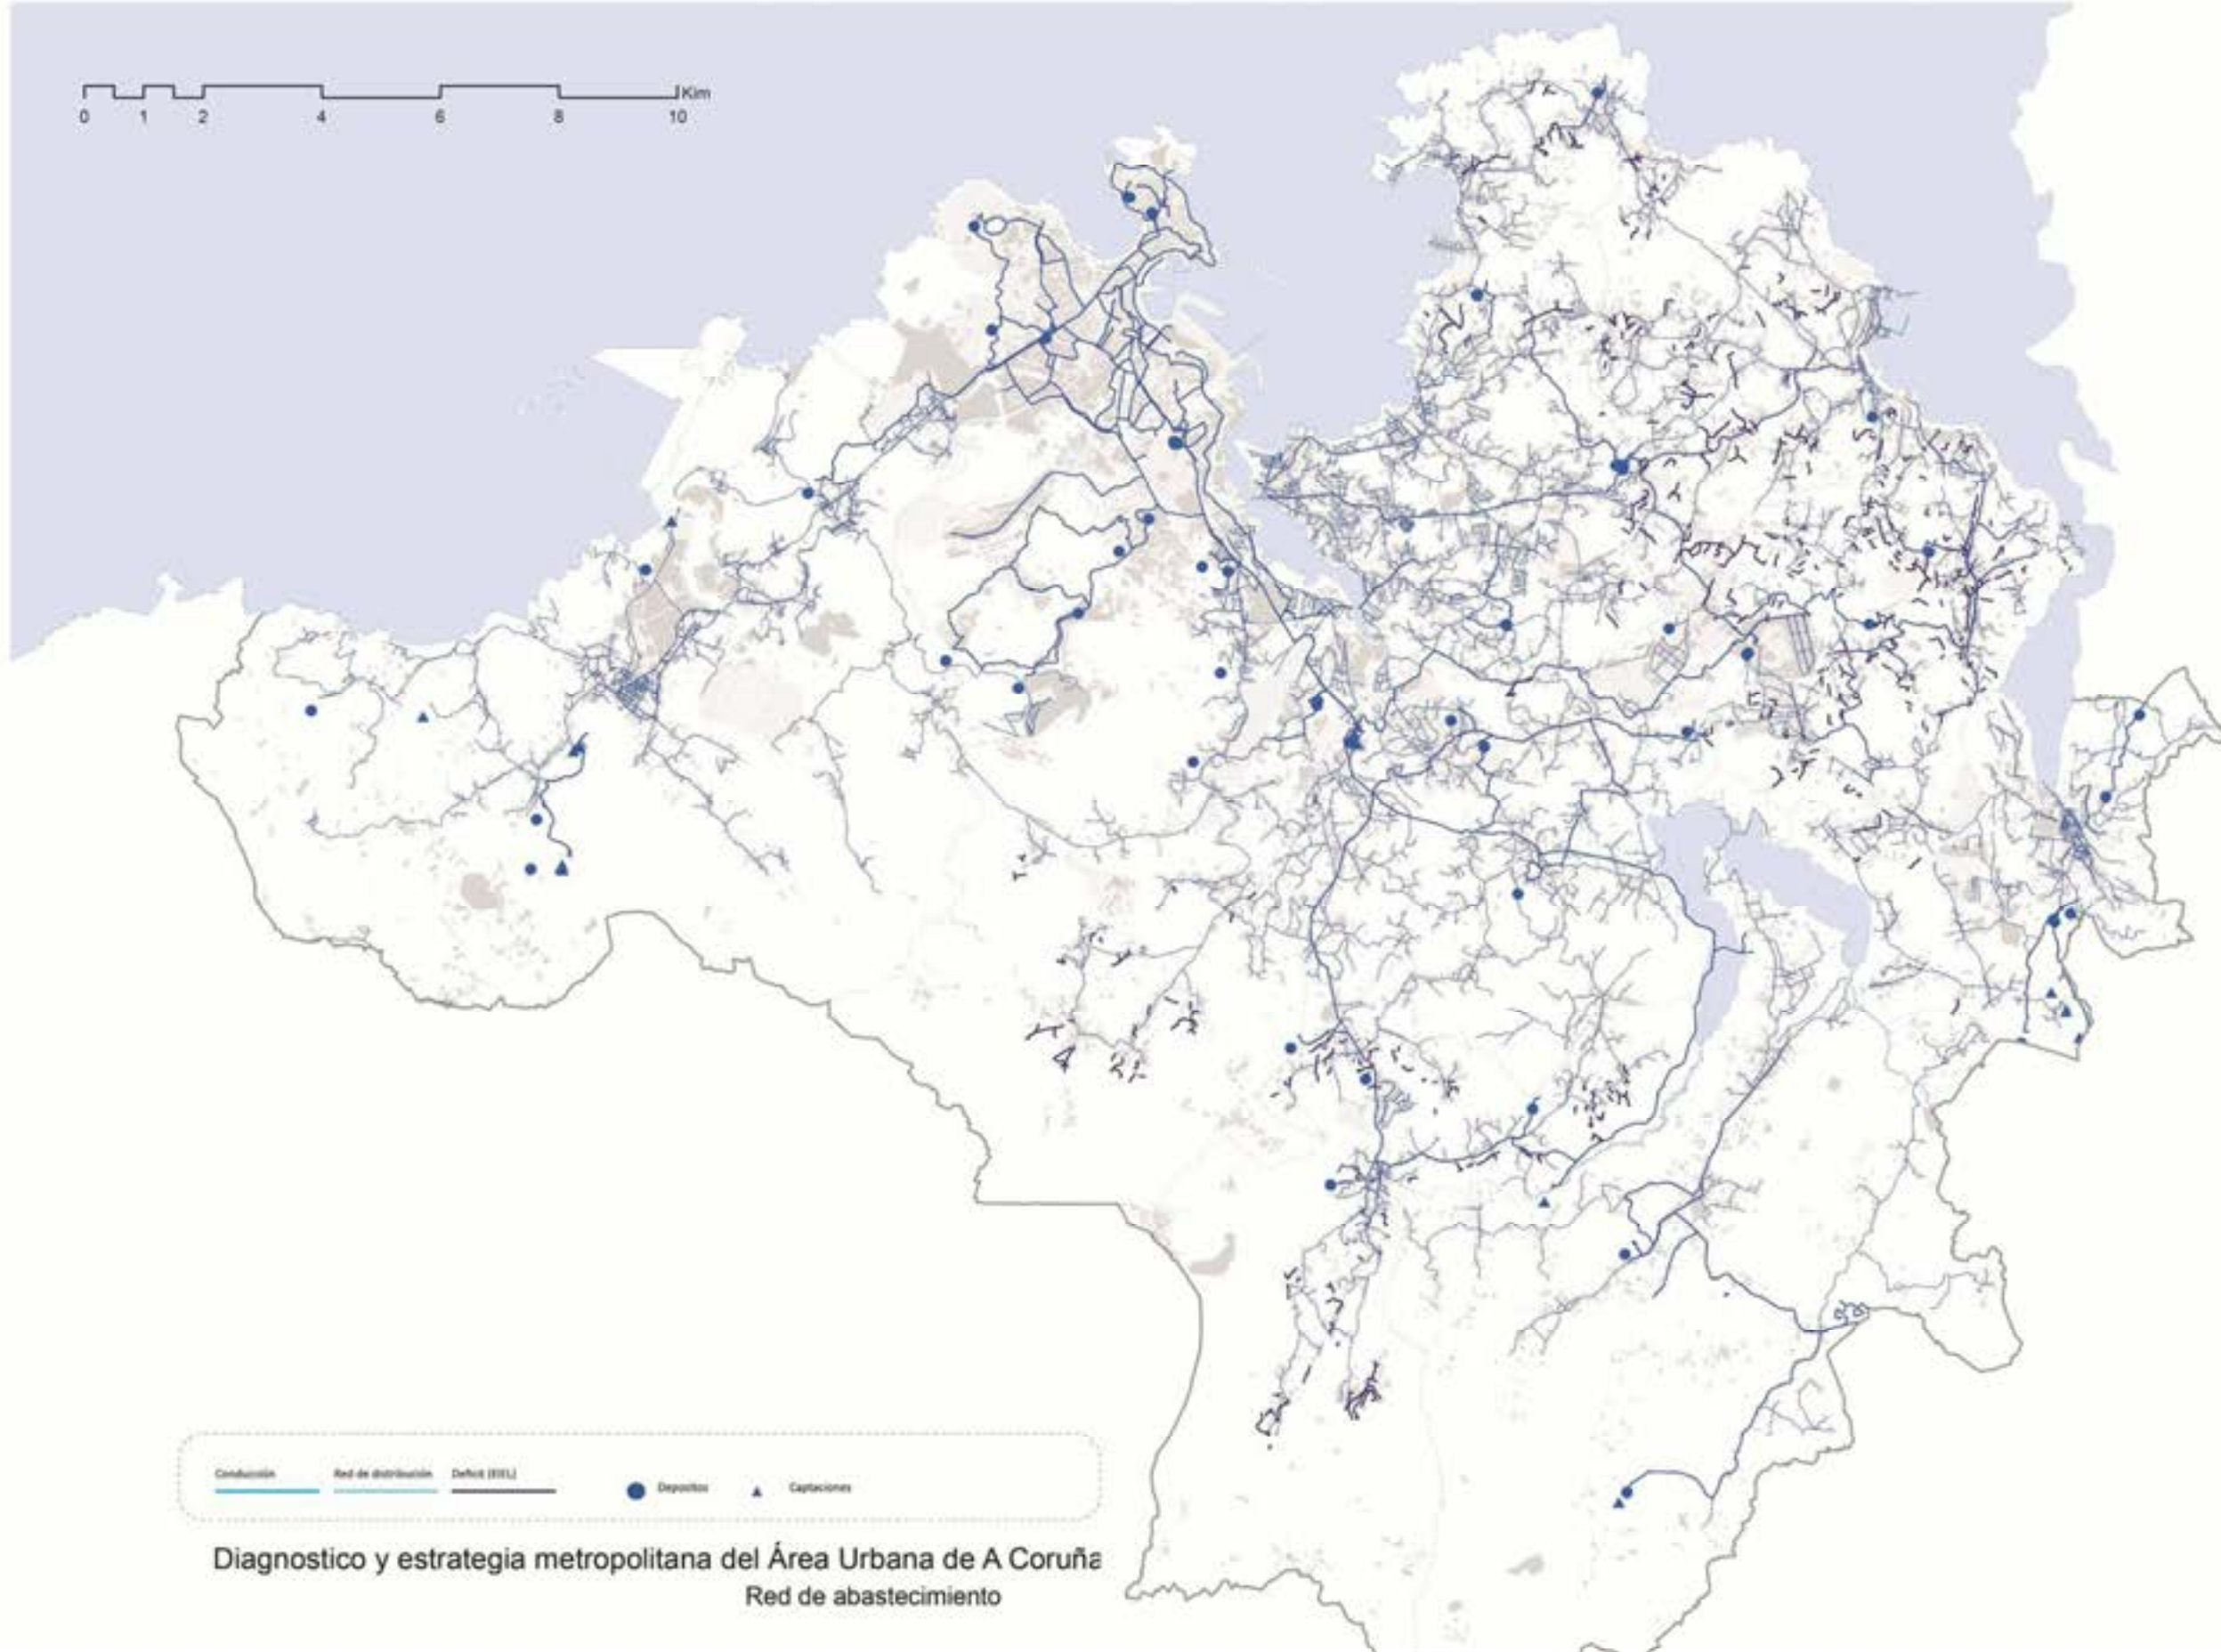 Kim
0 1 2 4 6 8 10
Conducción Red de distribución Deficit (EIEL) Depositos Captaciones
Diagnostico y estrategia metropolitana del Área Urbana de A Coruña
Red de abastecimiento